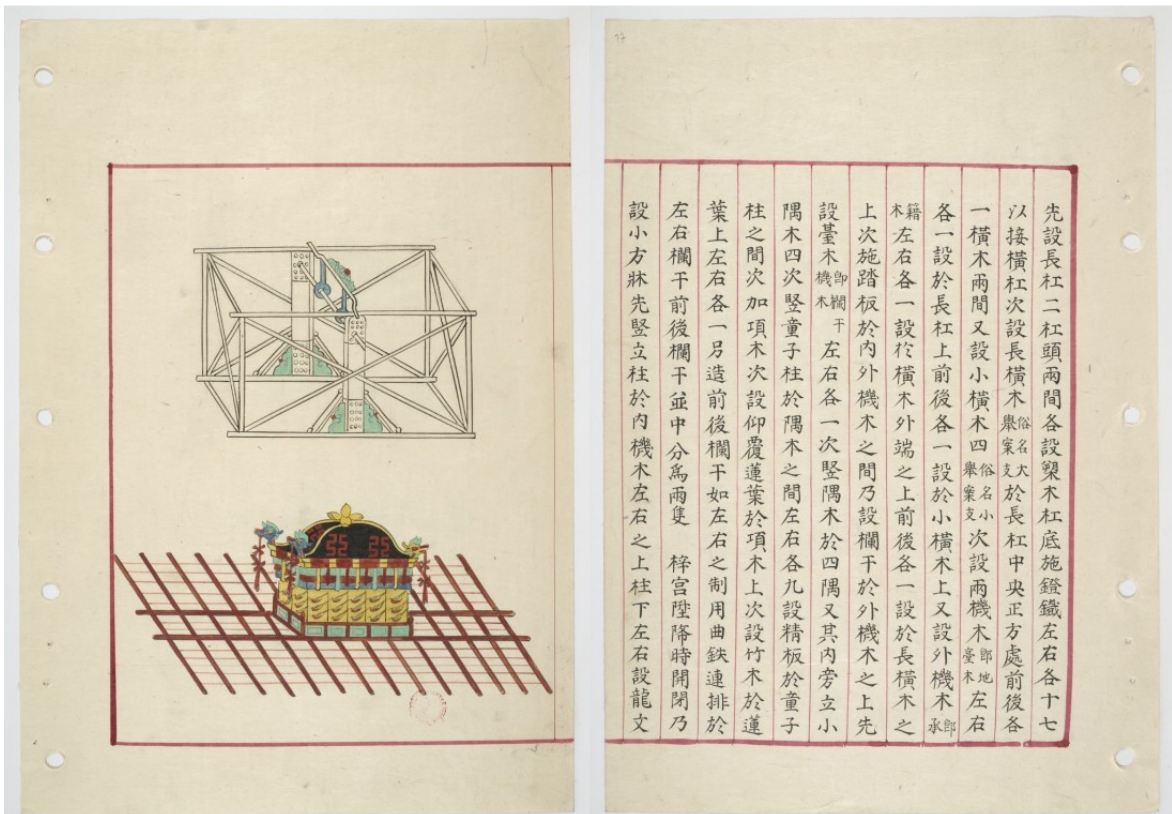 17
先設長杠二杠頭兩間各設槊木杠底施鐙鐵左右各十七
以接橫杠次設長橫木俗名大擧案支於長杠中央正方處前後各
一橫木兩間又設小橫木四俗名小擧案支次設兩機木卽地臺木左右
各一設於長杠上前後各一設於小橫木上又設外機木卽承
籍木左右各一設於橫木外端之上前後各一設於長橫木之
上次施踏板於內外機木之間乃設欄干於外機木之上先
設臺木卽欄干機木左右各一次竪隅木於四隅又其內旁立小
隅木四次竪童子柱於隅木之間左右各九設精板於童子
柱之間次加項木次設仰覆蓮葉於項木上次設竹木於蓮
葉上左右各一另造前後欄干如左右之制用曲鉄連排於
左右欄干前後欄干並中分爲兩隻 梓宮陞降時開閉乃
設小方牀先竪立柱於內機木左右之上柱下左右設龍文